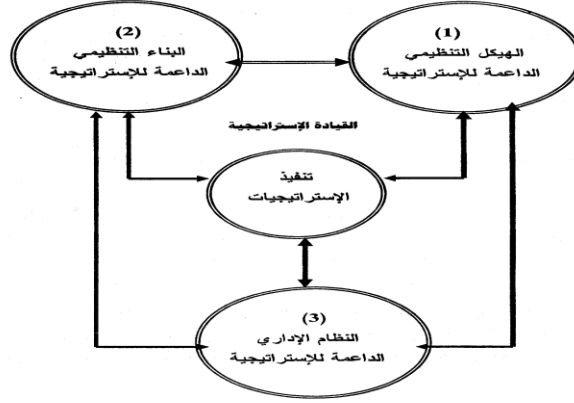 (1)
الهيكل التنظيمي
الداعمة للإستراتيجية
(2)
البناء التنظيمي
الداعمة للإستراتيجية
القيادة الإستراتيجية
تنفيذ
الإستراتيجيات
(3)
النظام الإداري
الداعمة للإستراتيجية